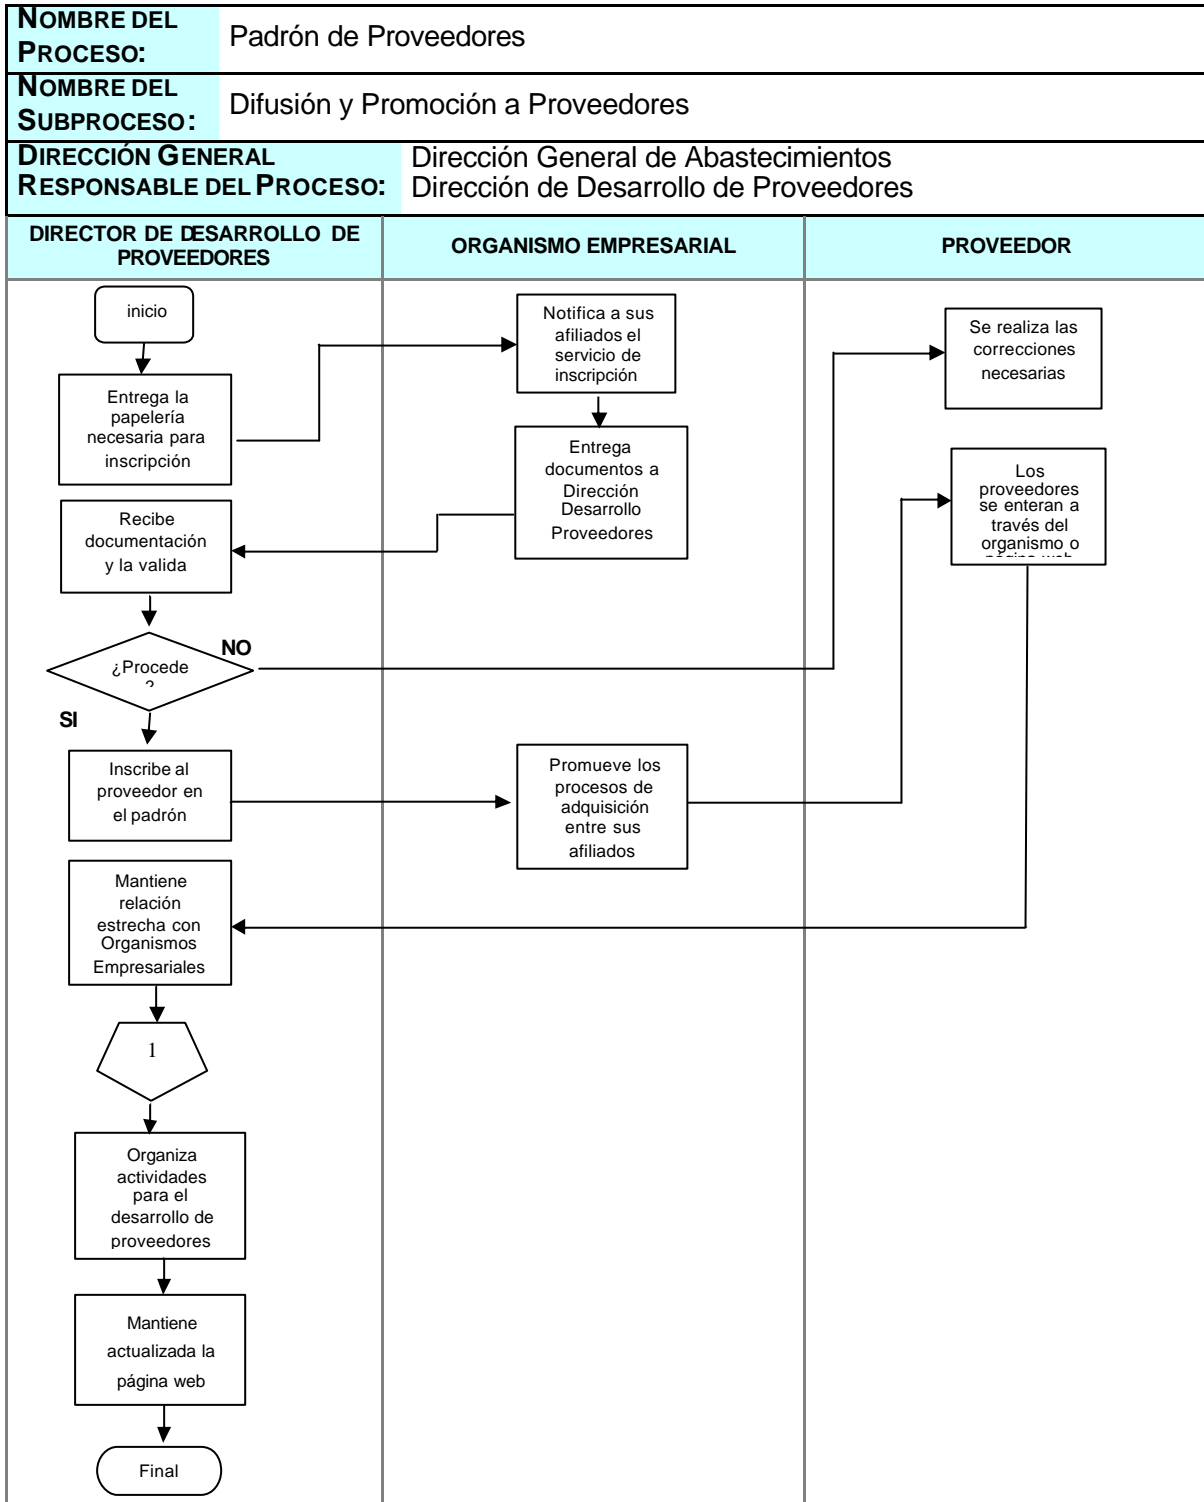 NOMBRE DEL
PROCESO:
Padrón de Proveedores
NOMBRE DEL
SUBPROCESO:
Difusión y Promoción a Proveedores
DIRECCIÓN GENERAL
RESPONSABLE DEL PROCESO:
Dirección General de Abastecimientos
Dirección de Desarrollo de Proveedores
DIRECTOR DE DESARROLLO DE
PROVEEDORES
ORGANISMO EMPRESARIAL
PROVEEDOR
inicio
Entrega la
papelería
necesaria para
inscripción
Notifica a sus
afiliados el
servicio de
inscripción
Se realiza las
correcciones
necesarias
Entrega
documentos a
Dirección
Desarrollo
Proveedores
Los
proveedores
se enteran a
través del
organismo o
página web
Recibe
documentación
y la valida
¿Procede
?
NO
SI
Inscribe al
proveedor en
el padrón
Promueve los
procesos de
adquisición
entre sus
afiliados
Mantiene
relación
estrecha con
Organismos
Empresariales
1
Organiza
actividades
para el
desarrollo de
proveedores
Mantiene
actualizada la
página web
Final